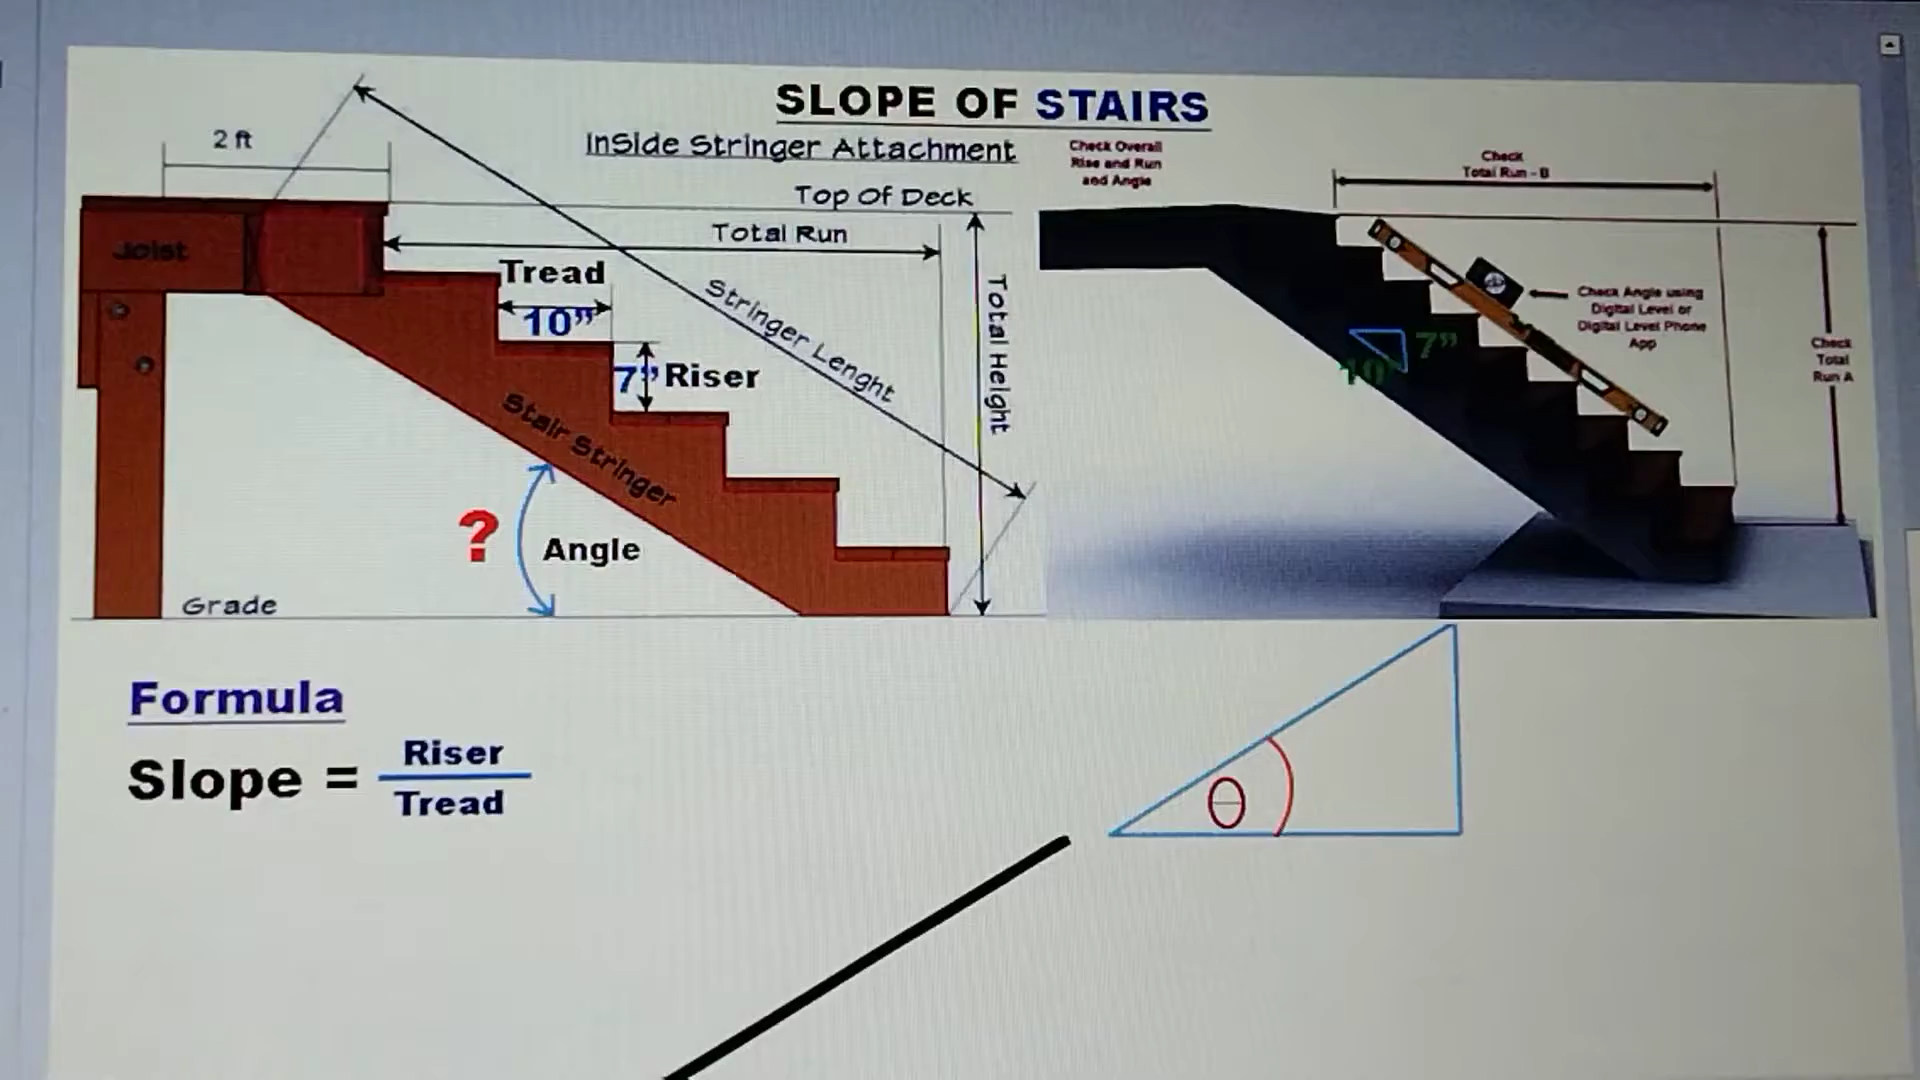 SLOPE OF STAIRS
InSide Stringer Attachment
2 ft
Top Of Deck
Total Run
Joist
Tread
10”
7” Riser
Stringer Lenght
Total Height
Stair Stringer
?
Angle
Grade
Check Overall
Rise and Run
and Angle
Check
Total Run - B
Check Angle using
Digital Level or
Digital Level Phone
App
7”
10”
Check
Total
Run A
Formula
Slope = Riser
Tread
θ